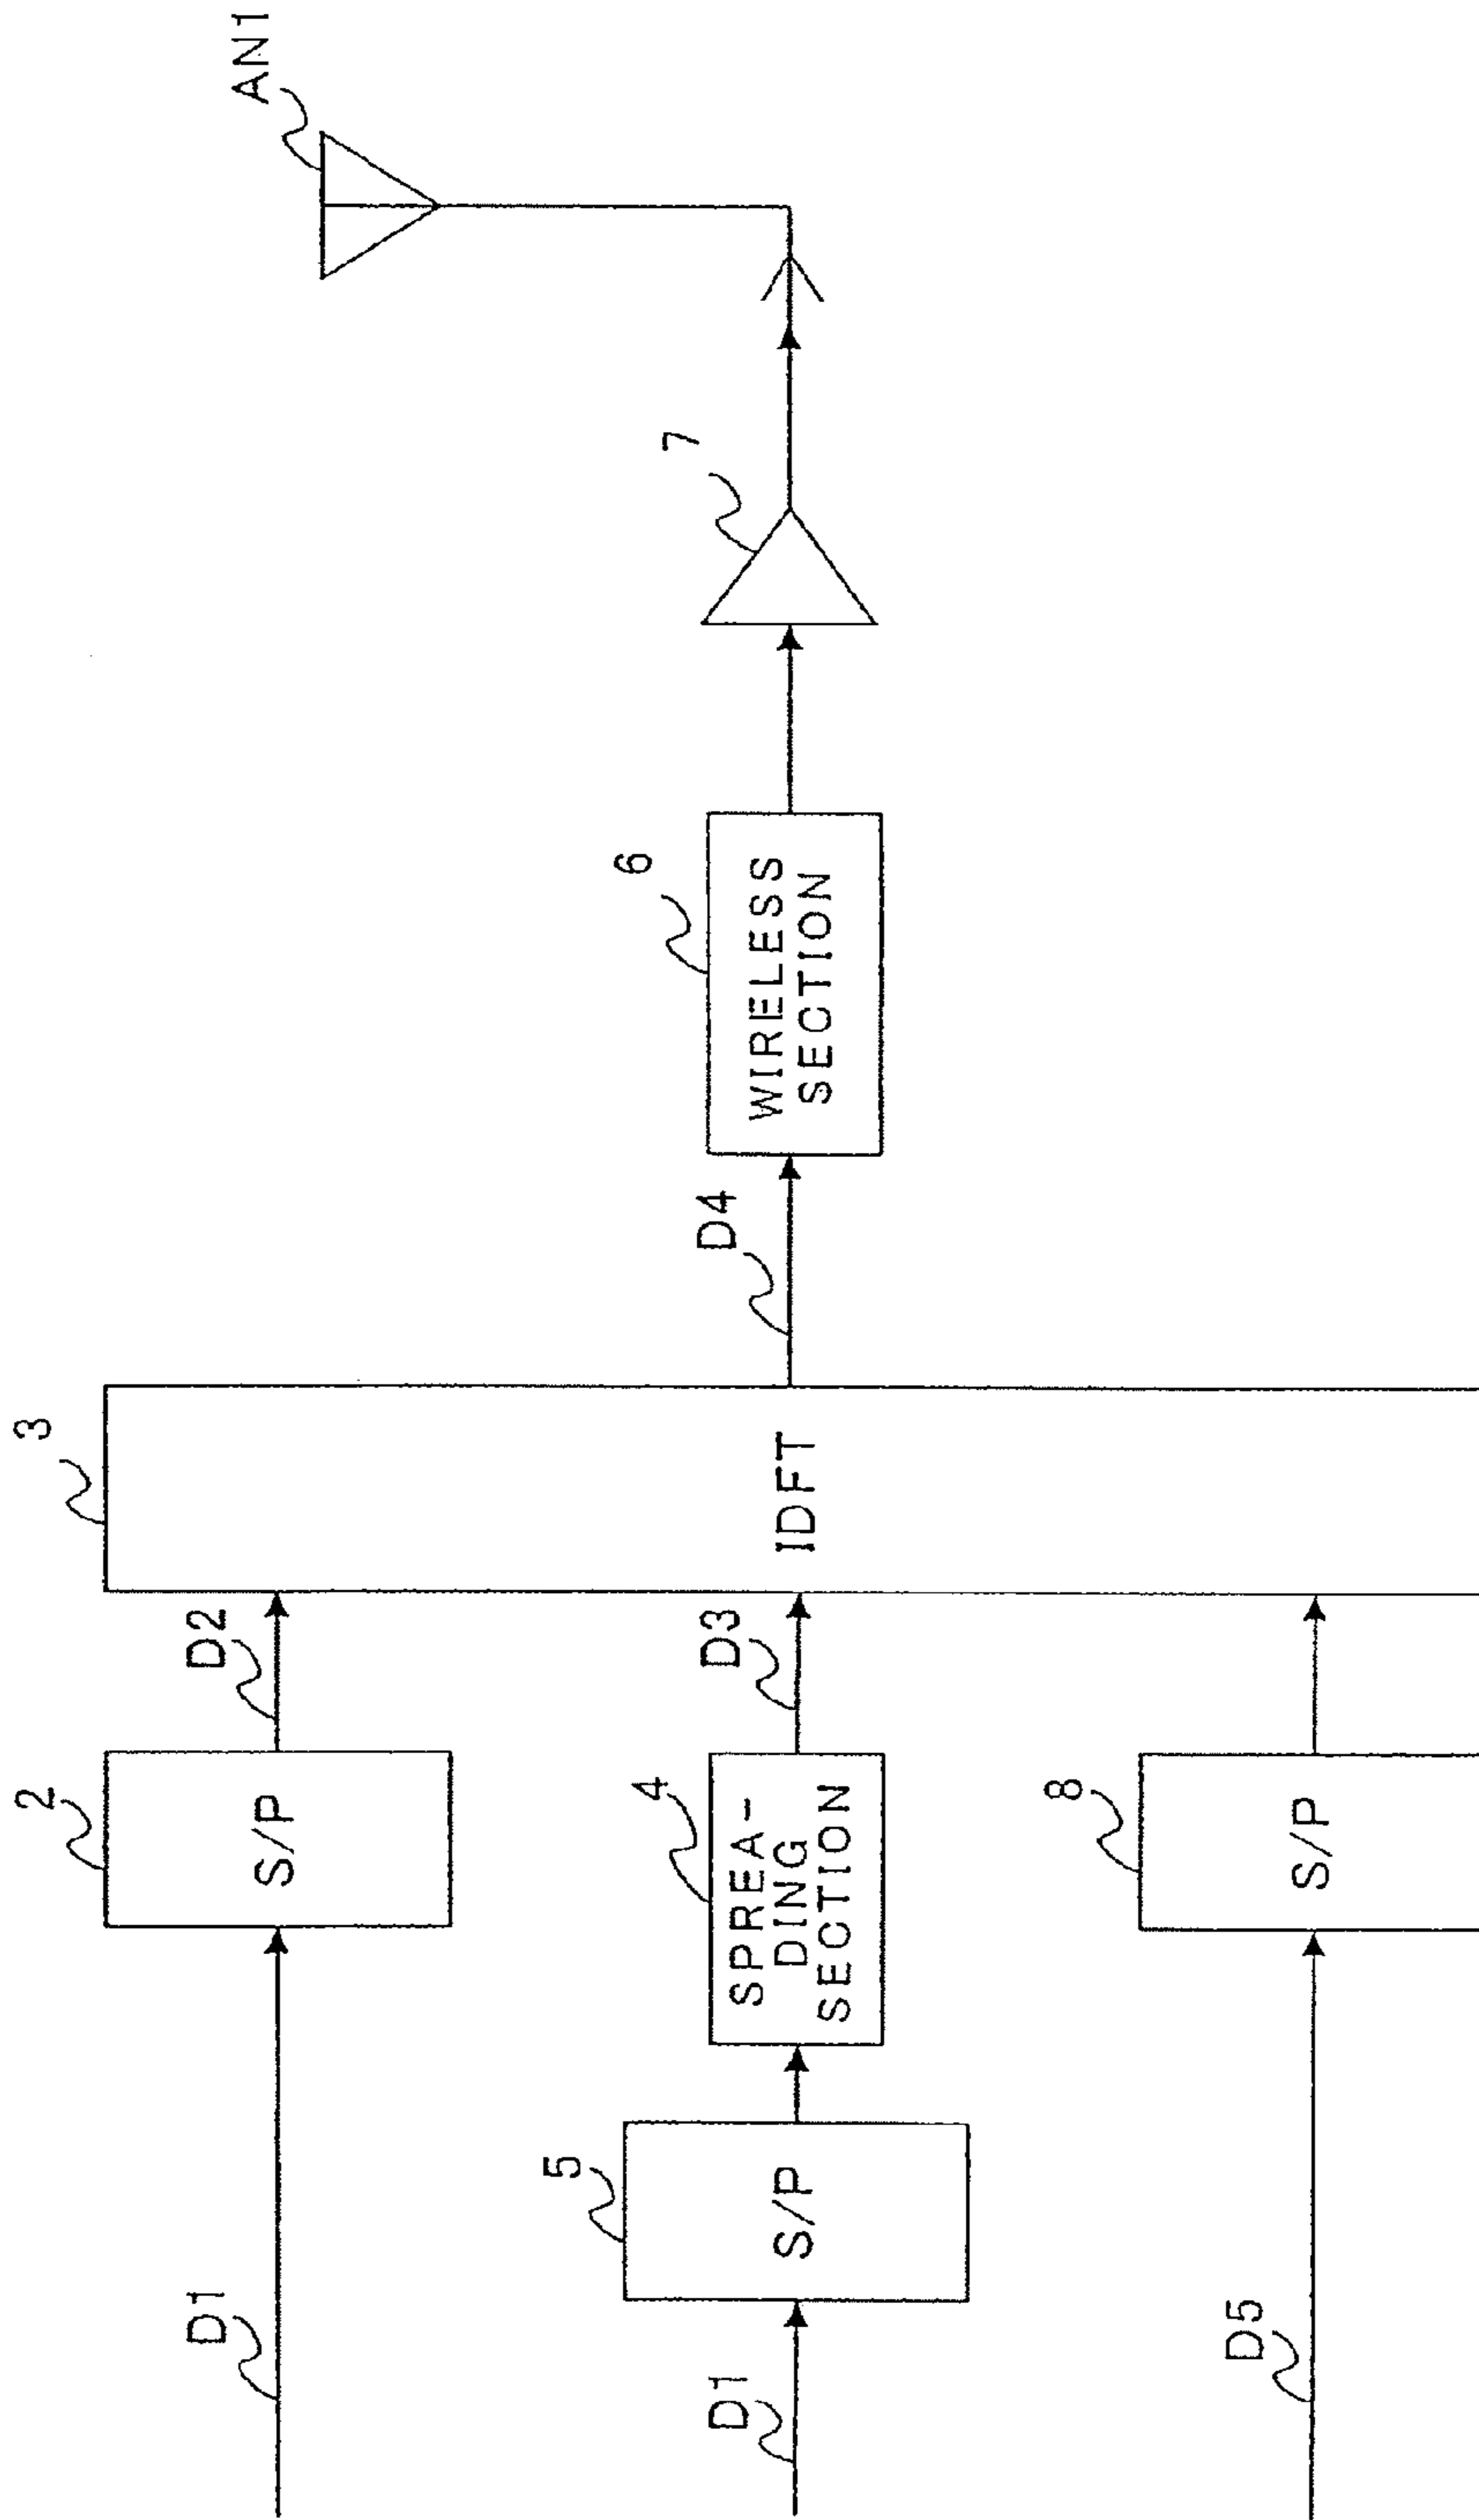 D1
2
S/P
D2
3
IDFT
D4
6
WIRELESS
SECTION
7
AN1
D1
5
S/P
4
SPREA-
DING
SECTION
D3
D5
8
S/P